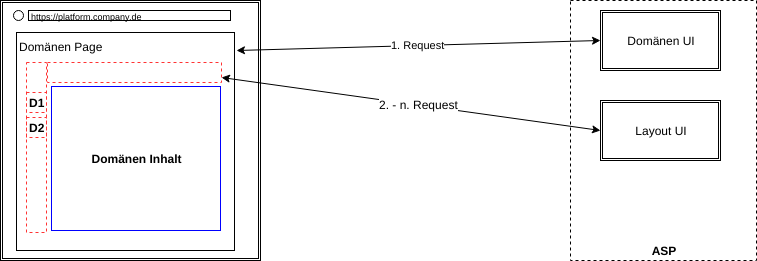 https://platform.company.de
Domänen Page
D1
D2
Domänen Inhalt
1. Request
2. - n. Request
Domänen UI
Layout UI
ASP